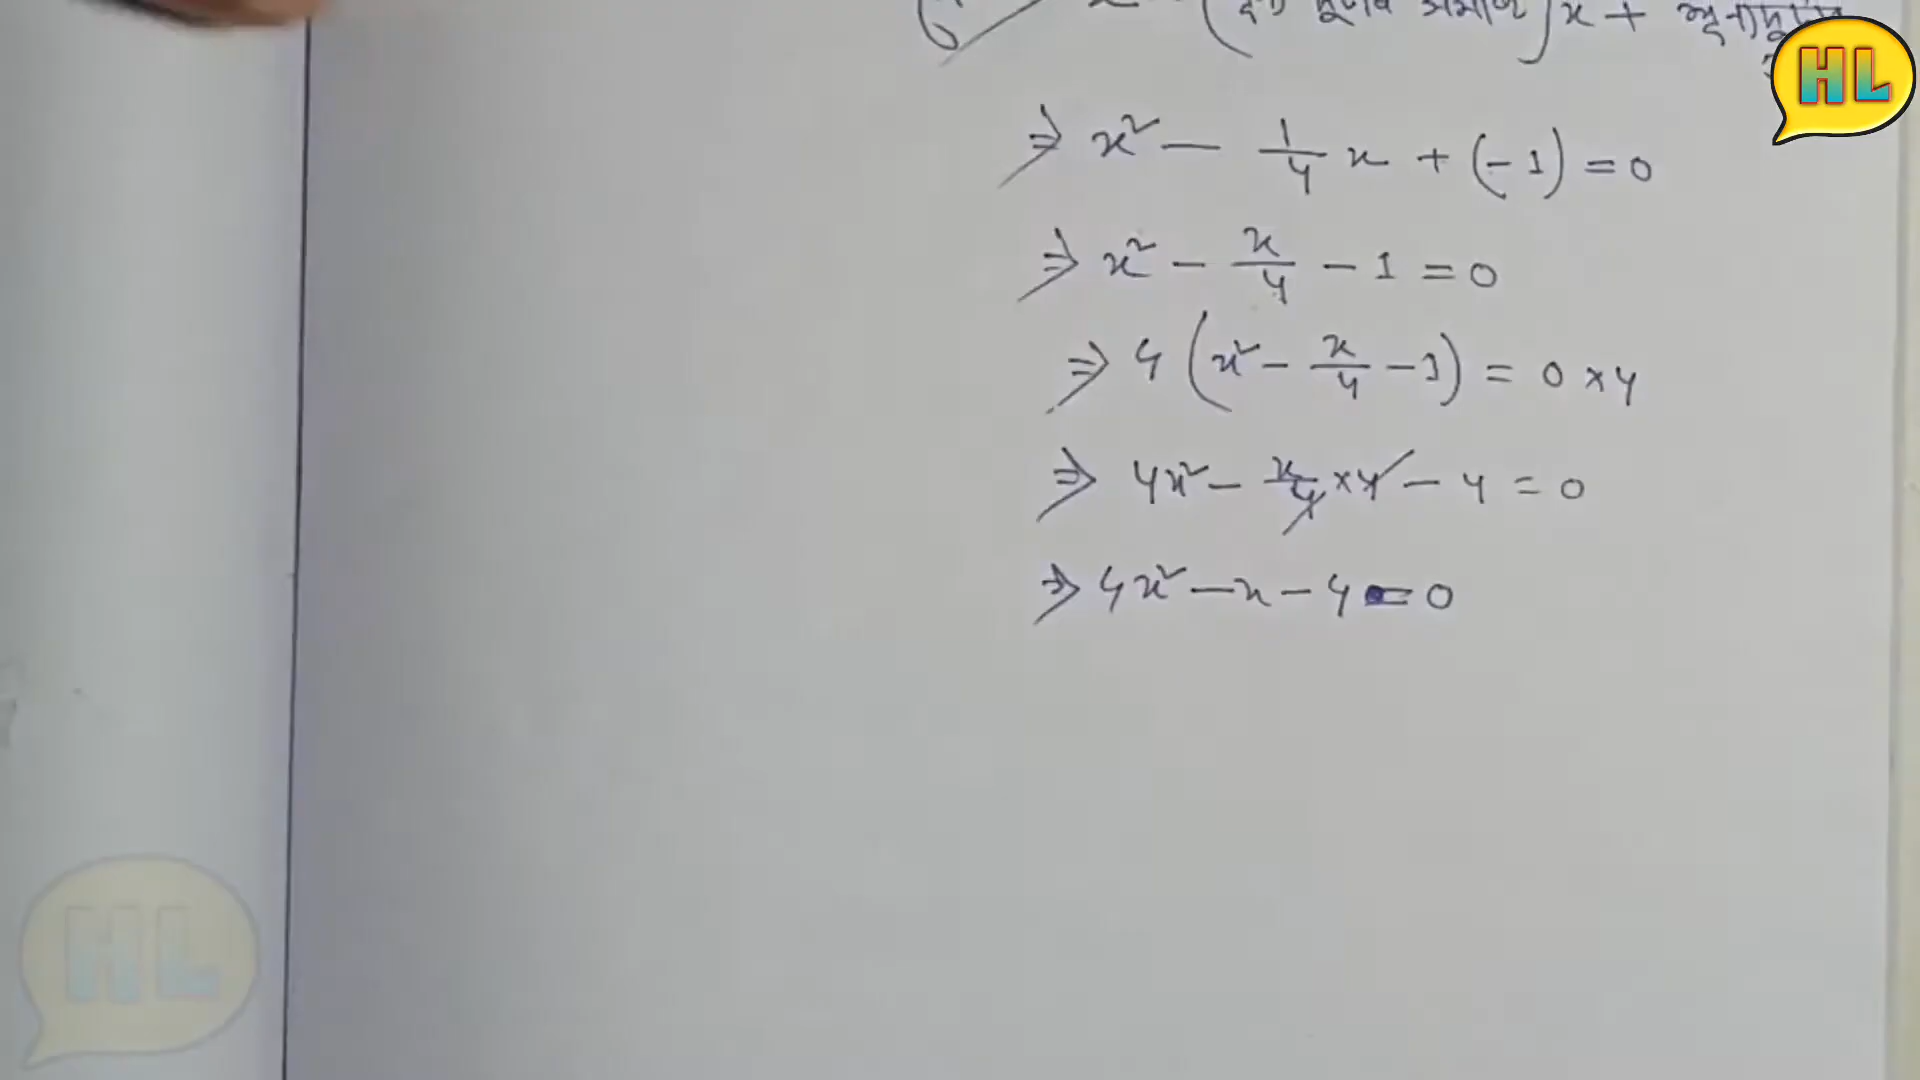 x + 
HL
⇒ x² - 1/4 x + (-1) = 0
⇒ x² - x/4 - 1 = 0
⇒ 4 (x² - x/4 - 1) = 0 × 4
⇒ 4x² - x/4 × 4 - 4 = 0
⇒ 4x² - x - 4 = 0
HL